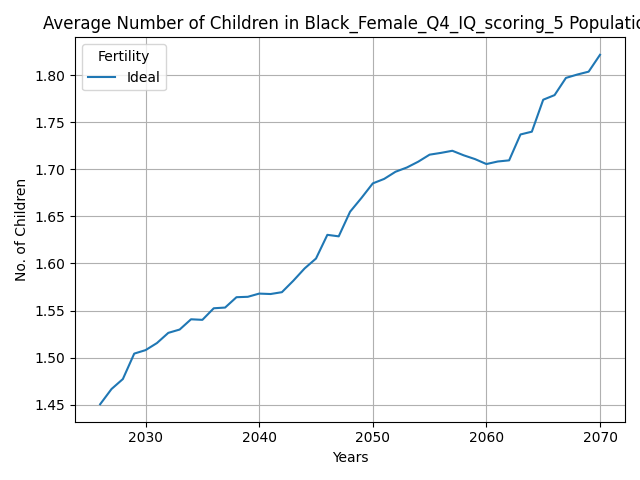 Average Number of Children in Black_Female_Q4_IQ_scoring_5 Populatio
Fertility
Ideal
No. of Children
1.80
1.75
1.70
1.65
1.60
1.55
1.50
1.45
2030 2040 2050 2060 2070
Years